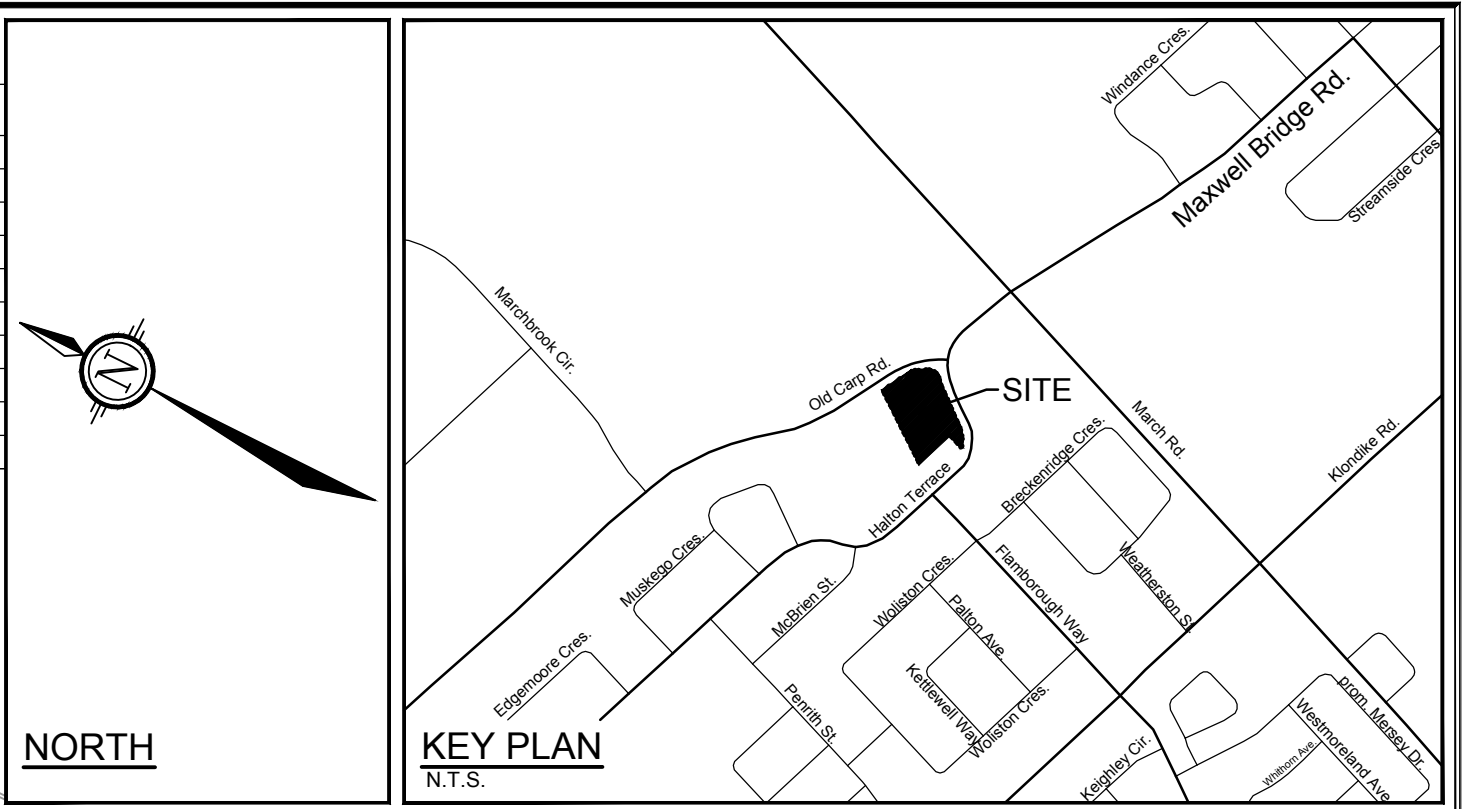 N
NORTH
KEY PLAN
N.T.S.
Windance Cres.
Maxwell Bridge Rd.
Streamside Cres.
Marchbrook Cir.
Old Carp Rd.
SITE
March Rd.
Klondike Rd.
Breckenridge Cres.
Halton Terrace
Muskego Cres.
McBrien St.
Woliston Cres.
Flamborough Way
Weatherston St.
Palton Ave.
Edgemoore Cres.
Kettlewell Way
Woliston Cres.
Penrith St.
prom. Mersey Dr.
Westmoreland Ave.
Whithorn Ave.
Keighley Cir.